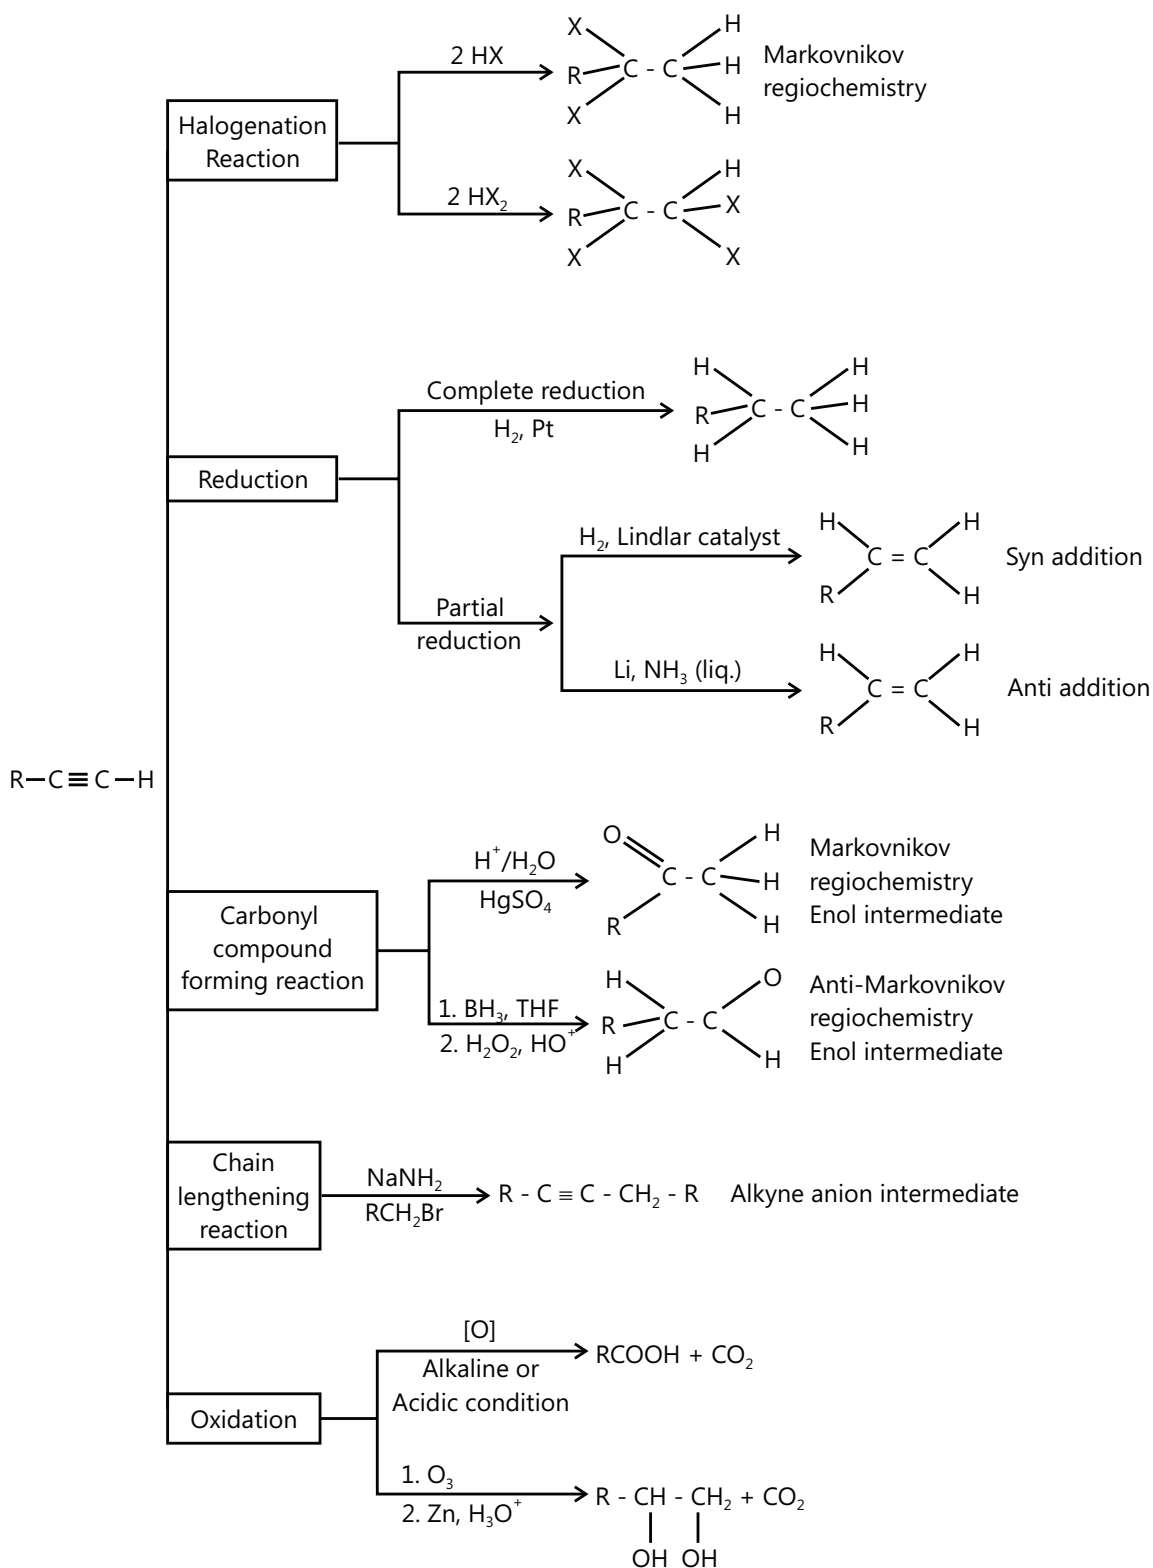 R—C≡C—H
Halogenation
Reaction
2 HX
X H
R C - C H
X H
Markovnikov
regiochemistry
2 HX₂
X H
R C - C X
X X
Reduction
Complete reduction
H₂, Pt
H H
R C - C H
H H
Partial
reduction
H₂, Lindlar catalyst
H H
C = C
R H
Syn addition
Li, NH₃ (liq.)
H H
C = C
R H
Anti addition
Carbonyl
compound
forming reaction
H⁺/H₂O
HgSO₄
O H
C - C H
R H
Markovnikov
regiochemistry
Enol intermediate
1. BH₃, THF
2. H₂O₂, HO⁺
H O
R C - C
H H
Anti-Markovnikov
regiochemistry
Enol intermediate
Chain
lengthening
reaction
NaNH₂
RCH₂Br
R - C ≡ C - CH₂ - R
Alkyne anion intermediate
Oxidation
[O]
Alkaline or
Acidic condition
RCOOH + CO₂
1. O₃
2. Zn, H₃O⁺
R - CH - CH₂ + CO₂
OH OH